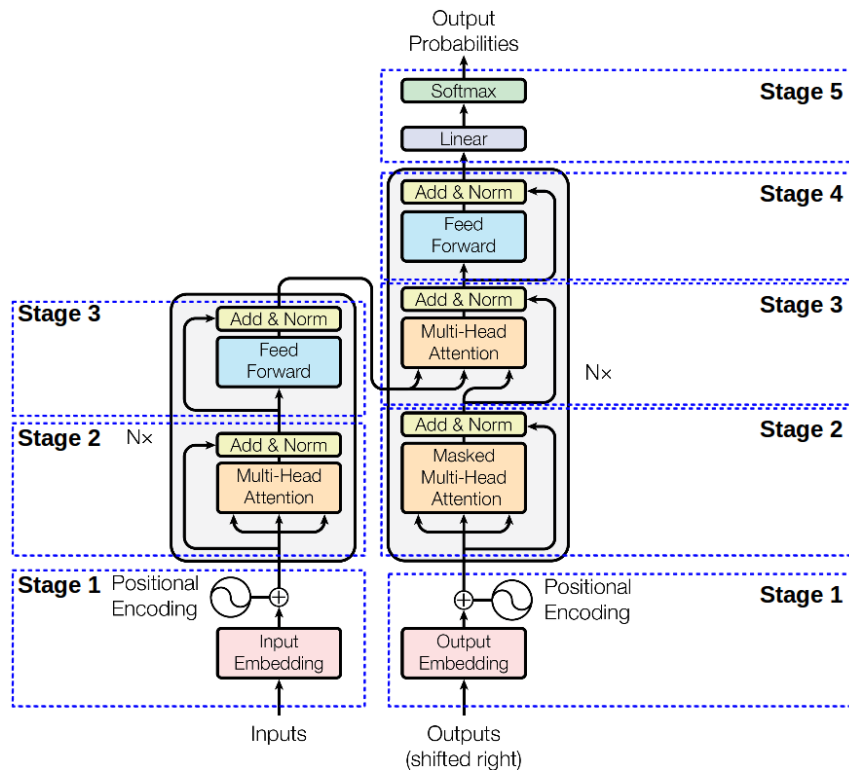 Output
Probabilities
Softmax
Stage 5
Linear
Add & Norm
Stage 4
Feed
Forward
Add & Norm
Stage 3
Multi-Head
Attention
N×
Add & Norm
Stage 2
Masked
Multi-Head
Attention
Stage 3
Add & Norm
Feed
Forward
Stage 2
N×
Add & Norm
Multi-Head
Attention
Stage 1
Positional
Encoding
Input
Embedding
Inputs
Stage 1
Positional
Encoding
Output
Embedding
Outputs
(shifted right)